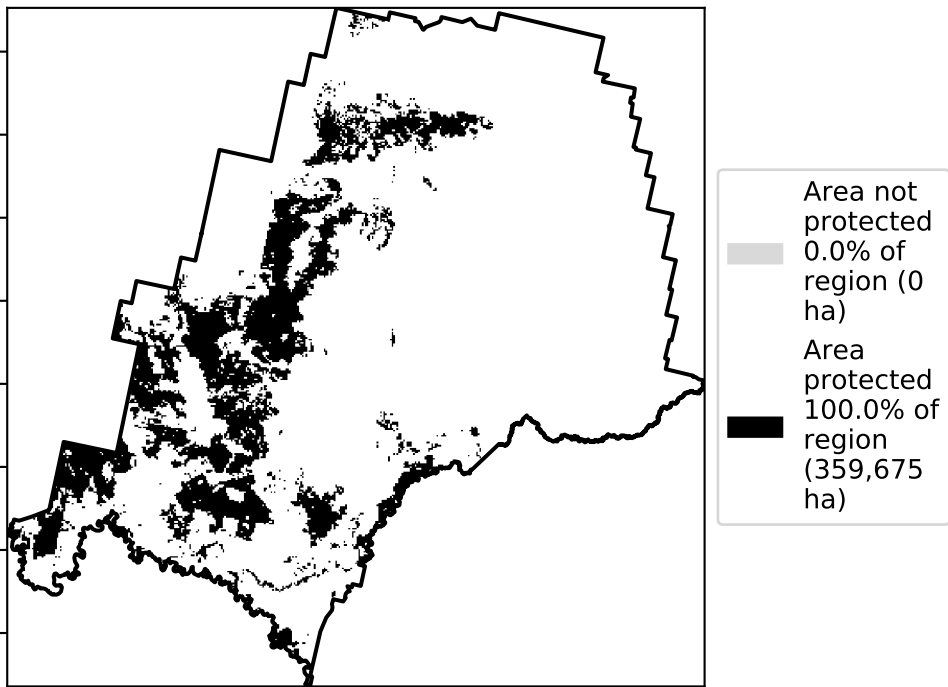 Area not
protected
0.0% of
region (0
ha)
Area
protected
100.0% of
region
(359,675
ha)